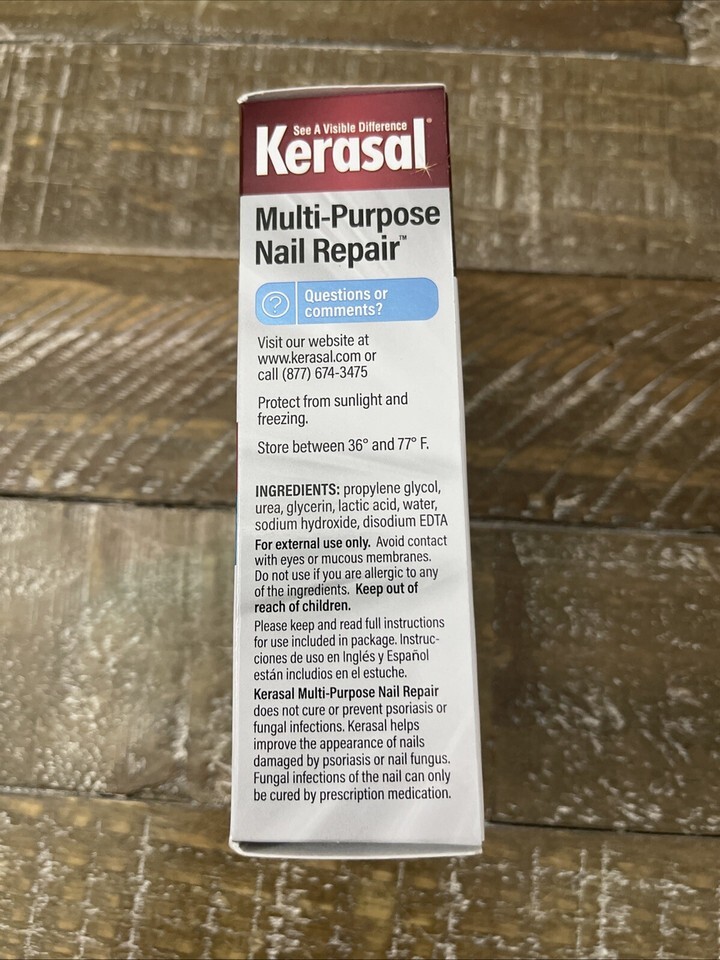 See A Visible Difference
Kerasal®
Multi-Purpose
Nail Repair™
? Questions or
comments?
Visit our website at
www.kerasal.com or
call (877) 674-3475
Protect from sunlight and
freezing.
Store between 36° and 77° F.
INGREDIENTS: propylene glycol,
urea, glycerin, lactic acid, water,
sodium hydroxide, disodium EDTA
For external use only. Avoid contact
with eyes or mucous membranes.
Do not use if you are allergic to any
of the ingredients. Keep out of
reach of children.
Please keep and read full instructions
for use included in package. Instruc-
ciones de uso en Inglés y Español
están includios en el estuche.
Kerasal Multi-Purpose Nail Repair
does not cure or prevent psoriasis or
fungal infections. Kerasal helps
improve the appearance of nails
damaged by psoriasis or nail fungus.
Fungal infections of the nail can only
be cured by prescription medication.